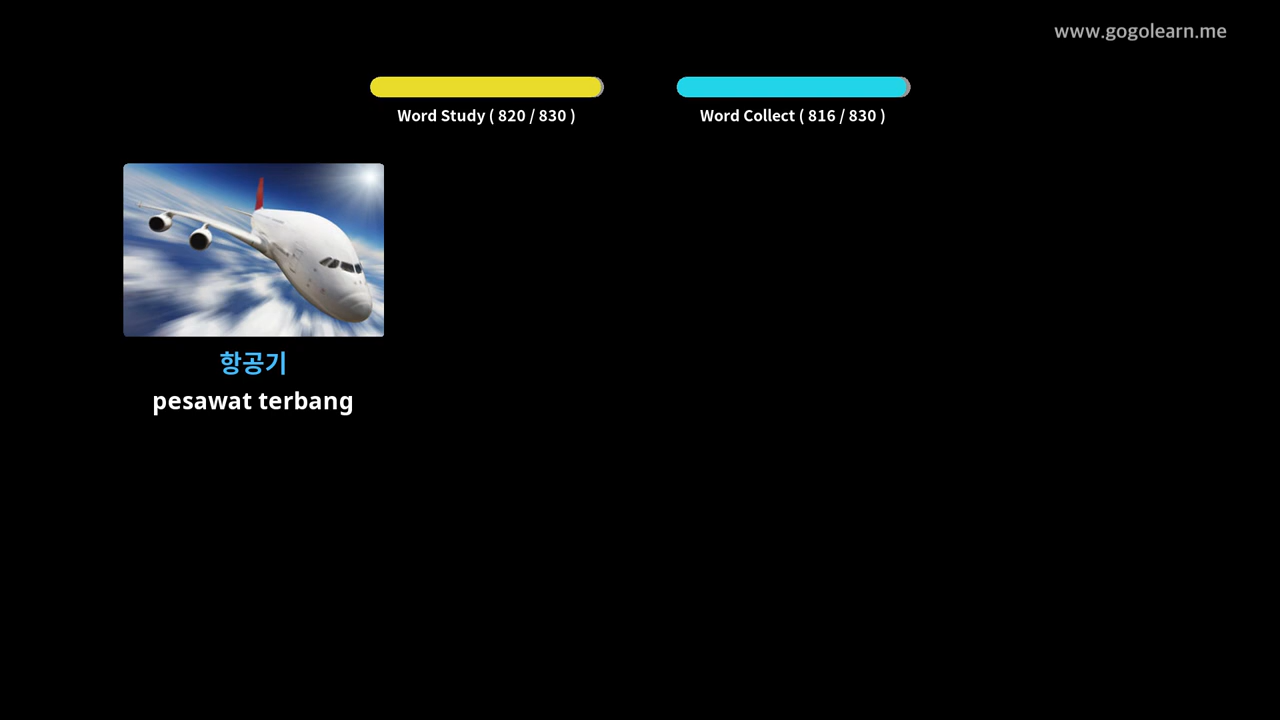 www.gogolearn.me
Word Study ( 820 / 830 )
Word Collect ( 816 / 830 )
항공기
pesawat terbang